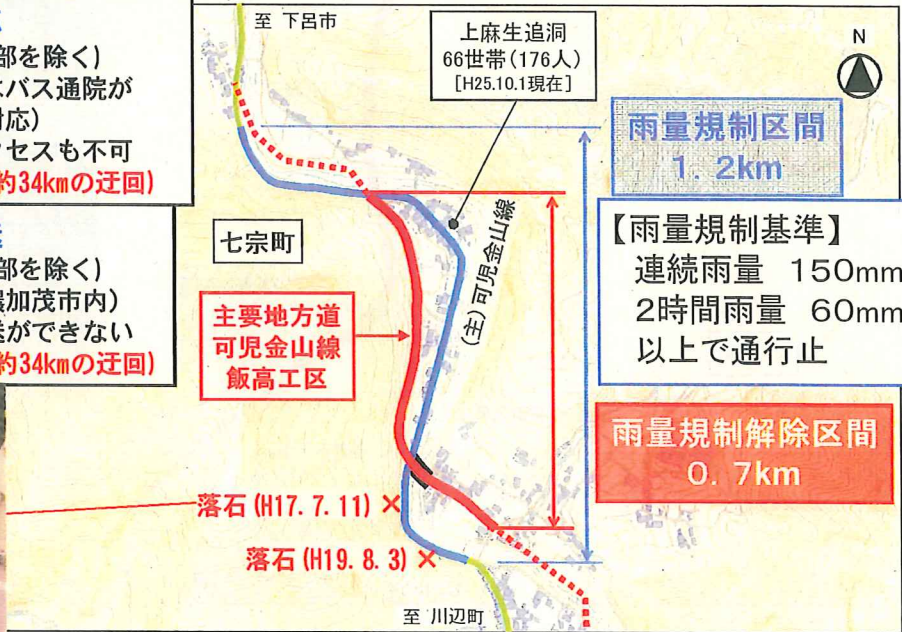 部を除く)
はバス通院が
対応)
クセスも不可
約34kmの迂回)
部を除く)
濃加茂市内)
送ができない
約34kmの迂回)
至 下呂市
上麻生追洞
66世帯(176人)
[H25.10.1現在]
N
雨量規制区間
1.2km
七宗町
(主)可児金山線
【雨量規制基準】
連続雨量 150mm
2時間雨量 60mm
以上で通行止
主要地方道
可児金山線
飯高工区
雨量規制解除区間
0.7km
落石(H17.7.11)
落石(H19.8.3)
至 川辺町